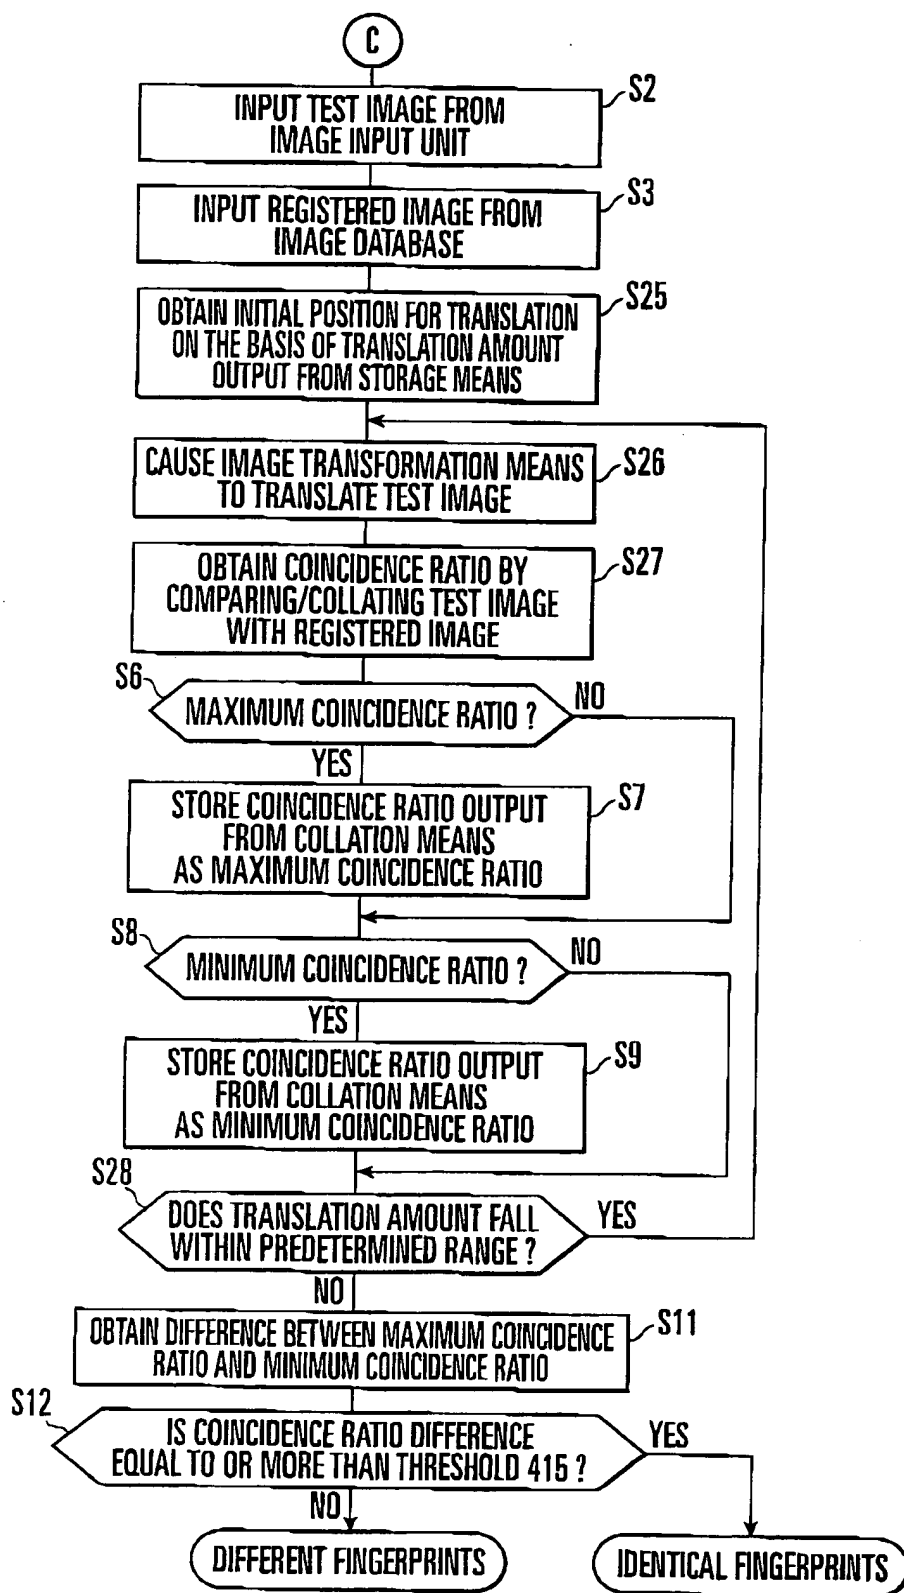 C
S2
INPUT TEST IMAGE FROM
IMAGE INPUT UNIT
S3
INPUT REGISTERED IMAGE FROM
IMAGE DATABASE
S25
OBTAIN INITIAL POSITION FOR TRANSLATION
ON THE BASIS OF TRANSLATION AMOUNT
OUTPUT FROM STORAGE MEANS
S26
CAUSE IMAGE TRANSFORMATION MEANS
TO TRANSLATE TEST IMAGE
S27
OBTAIN COINCIDENCE RATIO BY
COMPARING/COLLATING TEST IMAGE
WITH REGISTERED IMAGE
S6
MAXIMUM COINCIDENCE RATIO ?
NO
YES
S7
STORE COINCIDENCE RATIO OUTPUT
FROM COLLATION MEANS
AS MAXIMUM COINCIDENCE RATIO
S8
MINIMUM COINCIDENCE RATIO ?
NO
YES
S9
STORE COINCIDENCE RATIO OUTPUT
FROM COLLATION MEANS
AS MINIMUM COINCIDENCE RATIO
S28
DOES TRANSLATION AMOUNT FALL
WITHIN PREDETERMINED RANGE ?
YES
NO
S11
OBTAIN DIFFERENCE BETWEEN MAXIMUM COINCIDENCE
RATIO AND MINIMUM COINCIDENCE RATIO
S12
IS COINCIDENCE RATIO DIFFERENCE
EQUAL TO OR MORE THAN THRESHOLD 415 ?
YES
NO
DIFFERENT FINGERPRINTS
IDENTICAL FINGERPRINTS